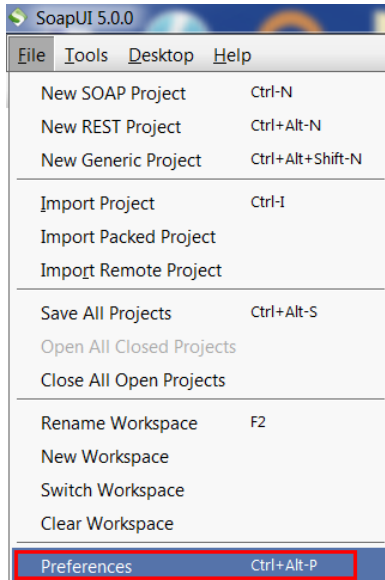 SoapUI 5.0.0
File Tools Desktop Help
New SOAP Project Ctrl-N
New REST Project Ctrl+Alt-N
New Generic Project Ctrl+Alt+Shift-N
Import Project Ctrl-I
Import Packed Project
Import Remote Project
Save All Projects Ctrl+Alt-S
Open All Closed Projects
Close All Open Projects
Rename Workspace F2
New Workspace
Switch Workspace
Clear Workspace
Preferences Ctrl+Alt-P